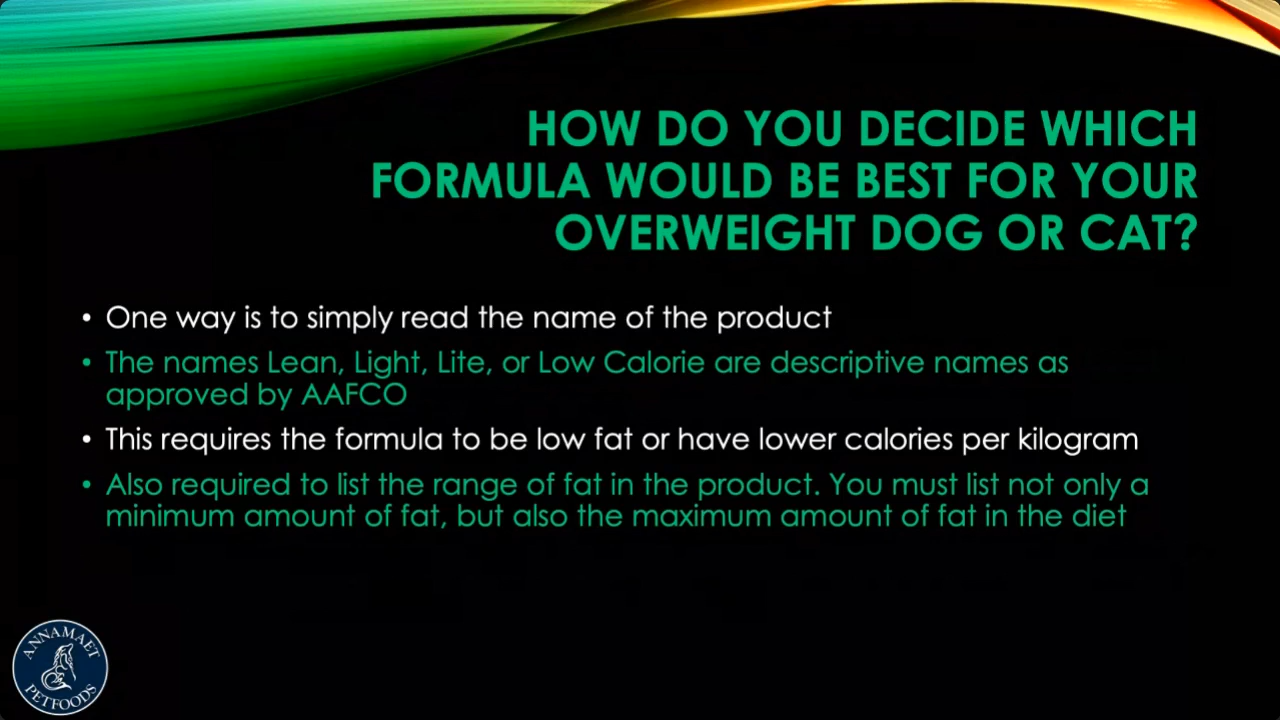 HOW DO YOU DECIDE WHICH
FORMULA WOULD BE BEST FOR YOUR
OVERWEIGHT DOG OR CAT?
• One way is to simply read the name of the product
• The names Lean, Light, Lite, or Low Calorie are descriptive names as
approved by AAFCO
• This requires the formula to be low fat or have lower calories per kilogram
• Also required to list the range of fat in the product. You must list not only a
minimum amount of fat, but also the maximum amount of fat in the diet
ANNAMAET
PETFOODS